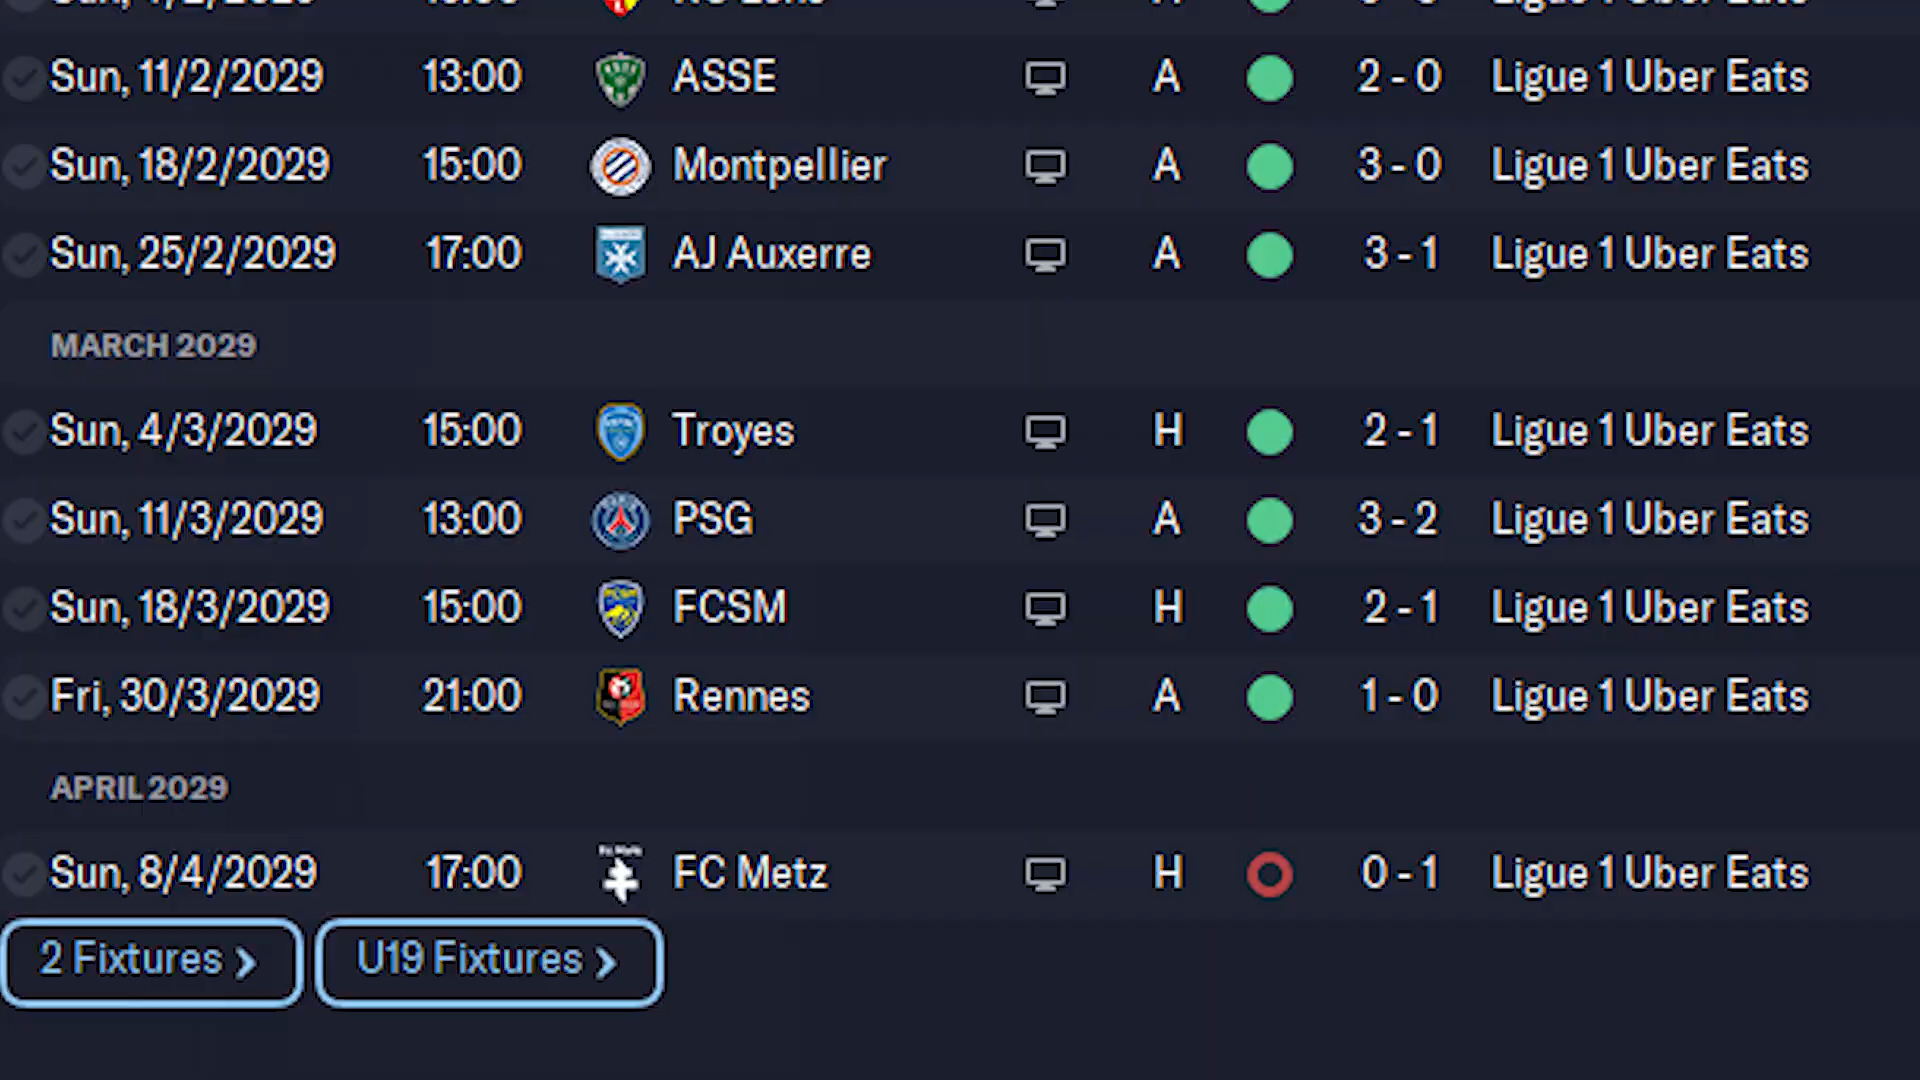 Sun, 11/2/2029 13:00 ASSE A 2 - 0 Ligue 1 Uber Eats
Sun, 18/2/2029 15:00 Montpellier A 3 - 0 Ligue 1 Uber Eats
Sun, 25/2/2029 17:00 AJ Auxerre A 3 - 1 Ligue 1 Uber Eats
MARCH 2029
Sun, 4/3/2029 15:00 Troyes H 2 - 1 Ligue 1 Uber Eats
Sun, 11/3/2029 13:00 PSG A 3 - 2 Ligue 1 Uber Eats
Sun, 18/3/2029 15:00 FCSM H 2 - 1 Ligue 1 Uber Eats
Fri, 30/3/2029 21:00 Rennes A 1 - 0 Ligue 1 Uber Eats
APRIL 2029
Sun, 8/4/2029 17:00 FC Metz H 0 - 1 Ligue 1 Uber Eats
2 Fixtures > U19 Fixtures >